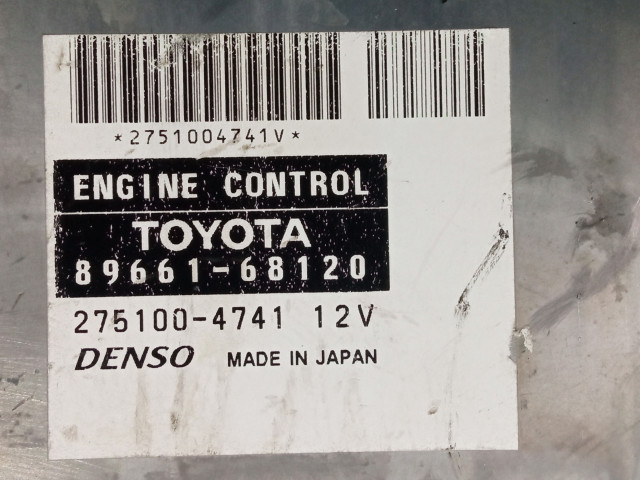 *2751004741V*
ENGINE CONTROL
TOYOTA
89661-68120
275100-4741 12V
DENSO MADE IN JAPAN